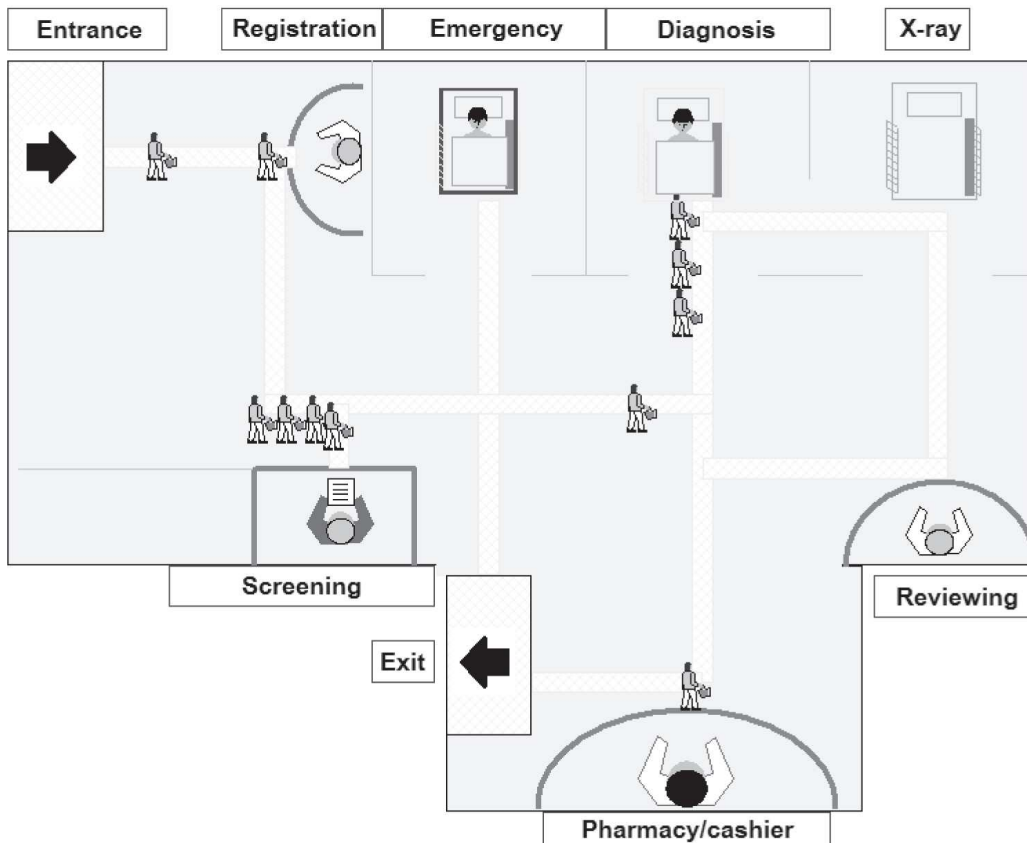 Entrance
Registration
Emergency
Diagnosis
X-ray
Screening
Reviewing
Exit
Pharmacy/cashier